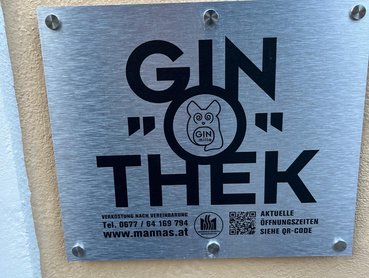 GIN
"O"
GIN
THEK
VERKOSTUNG NACH VEREINBARUNG
Tel. 0677 / 64 169 794
www.mannas.at
AKTUELLE
ÖFFNUNGSZEITEN
SIEHE QR-CODE